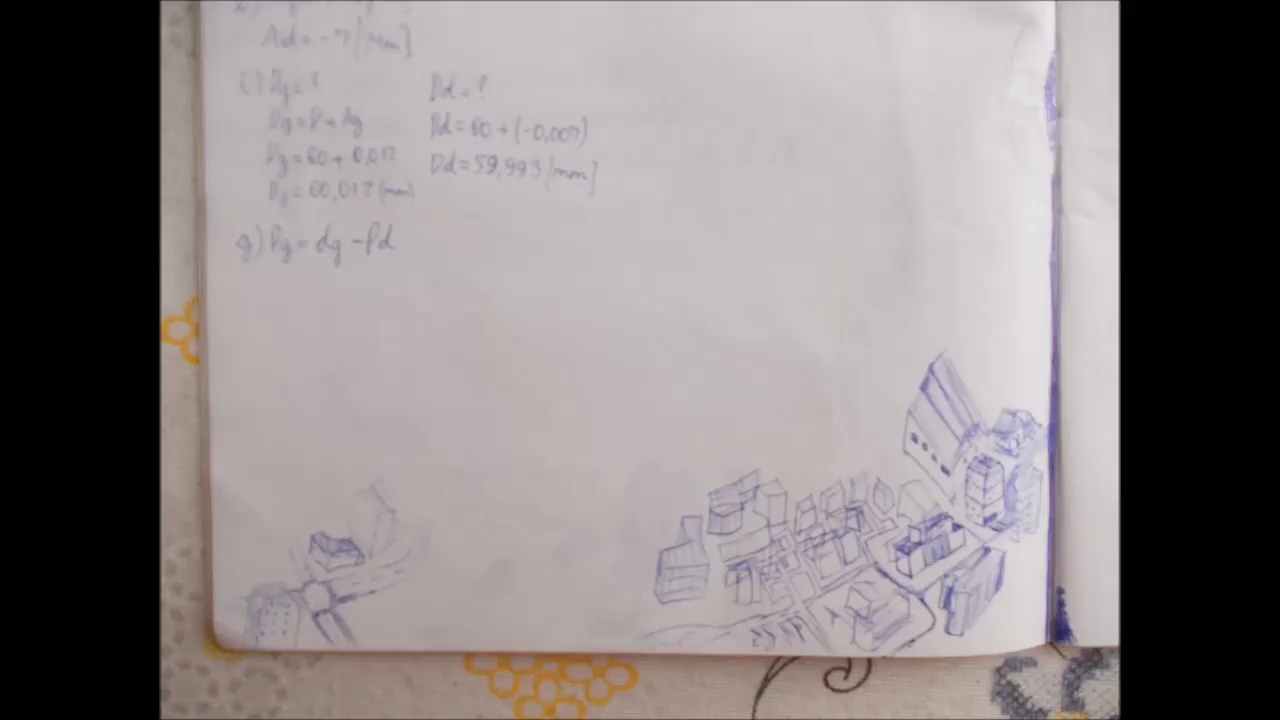 Ad = -7 [μm]
c) Dg = ?
Dg = D + Ag
Dg = 60 + 0,012
Dg = 60,012 (mm)
Dd = ?
Dd = 60 + (-0,007)
Dd = 59,993 [mm]
g) Pg = dg - Pd